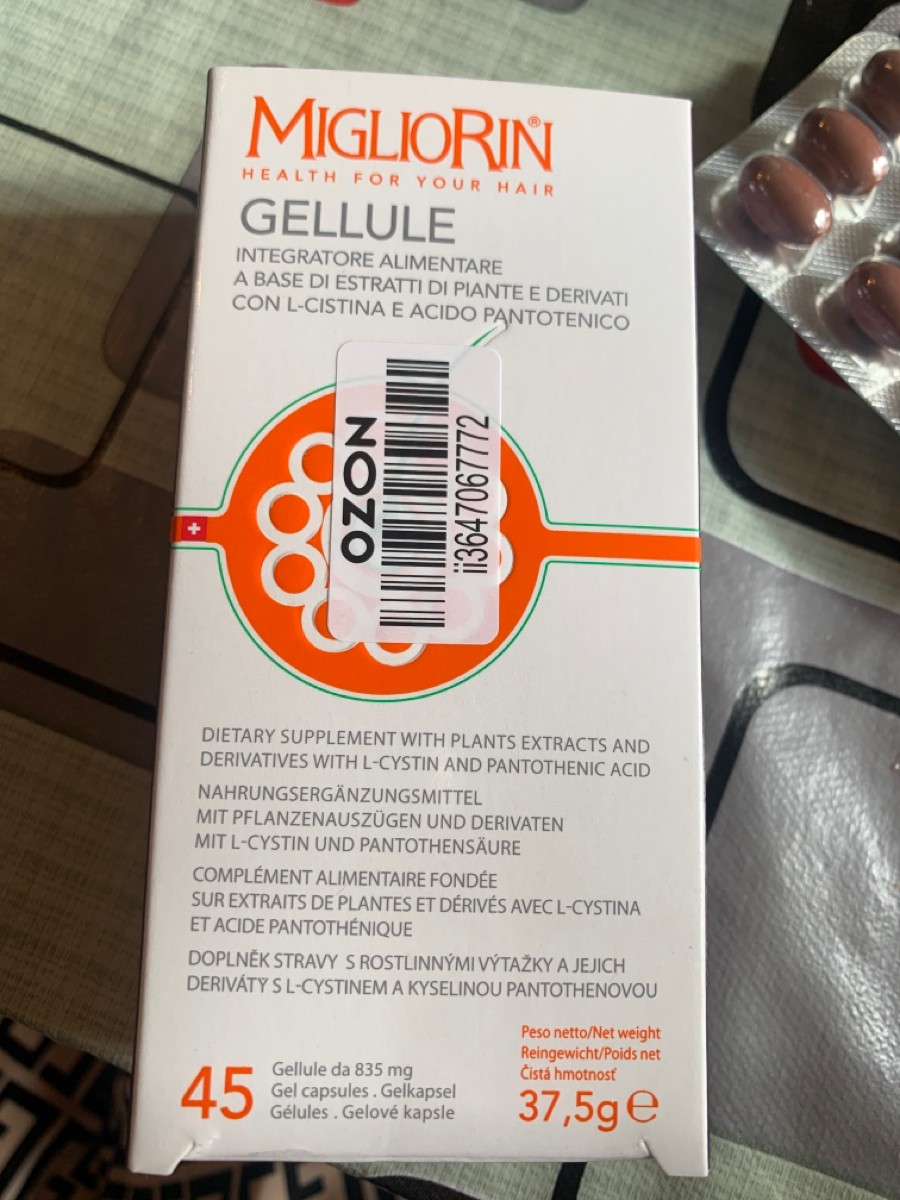 MIGLIORIN®
HEALTH FOR YOUR HAIR
GELLULE
INTEGRATORE ALIMENTARE
A BASE DI ESTRATTI DI PIANTE E DERIVATI
CON L-CISTINA E ACIDO PANTOTENICO
OZON
ii3647067772
DIETARY SUPPLEMENT WITH PLANTS EXTRACTS AND
DERIVATIVES WITH L-CYSTIN AND PANTOTHENIC ACID
NAHRUNGSERGÄNZUNGSMITTEL
MIT PFLANZENAUSZÜGEN UND DERIVATEN
MIT L-CYSTIN UND PANTOTHENSÄURE
COMPLÉMENT ALIMENTAIRE FONDÉE
SUR EXTRAITS DE PLANTES ET DÉRIVÉS AVEC L-CYSTINA
ET ACIDE PANTOTHÉNIQUE
DOPLNĚK STRAVY S ROSTLINNÝMI VÝTAŽKY A JEJICH
DERIVÁTY S L-CYSTINEM A KYSELINOU PANTOTHENOVOU
45
Gellule da 835 mg
Gel capsules . Gelkapsel
Gélules . Gelové kapsle
Peso netto/Net weight
Reingewicht/Poids net
Čistá hmotnosť
37,5g e